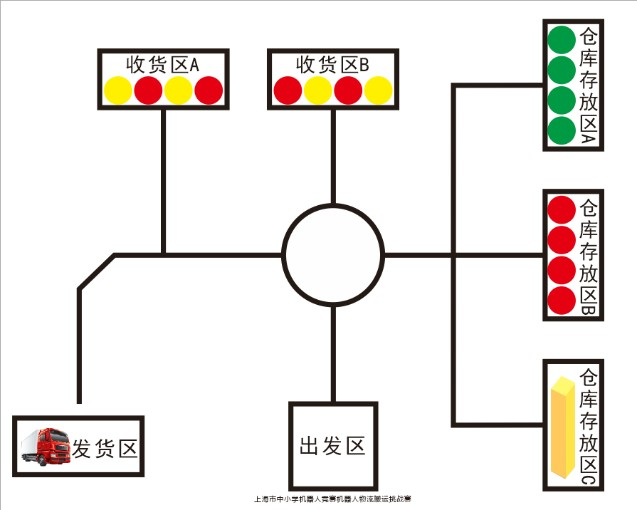 收货区A
收货区B
仓库存放区A
仓库存放区B
仓库存放区C
发货区
出发区
上海市中小学机器人竞赛机器人物流搬运挑战赛